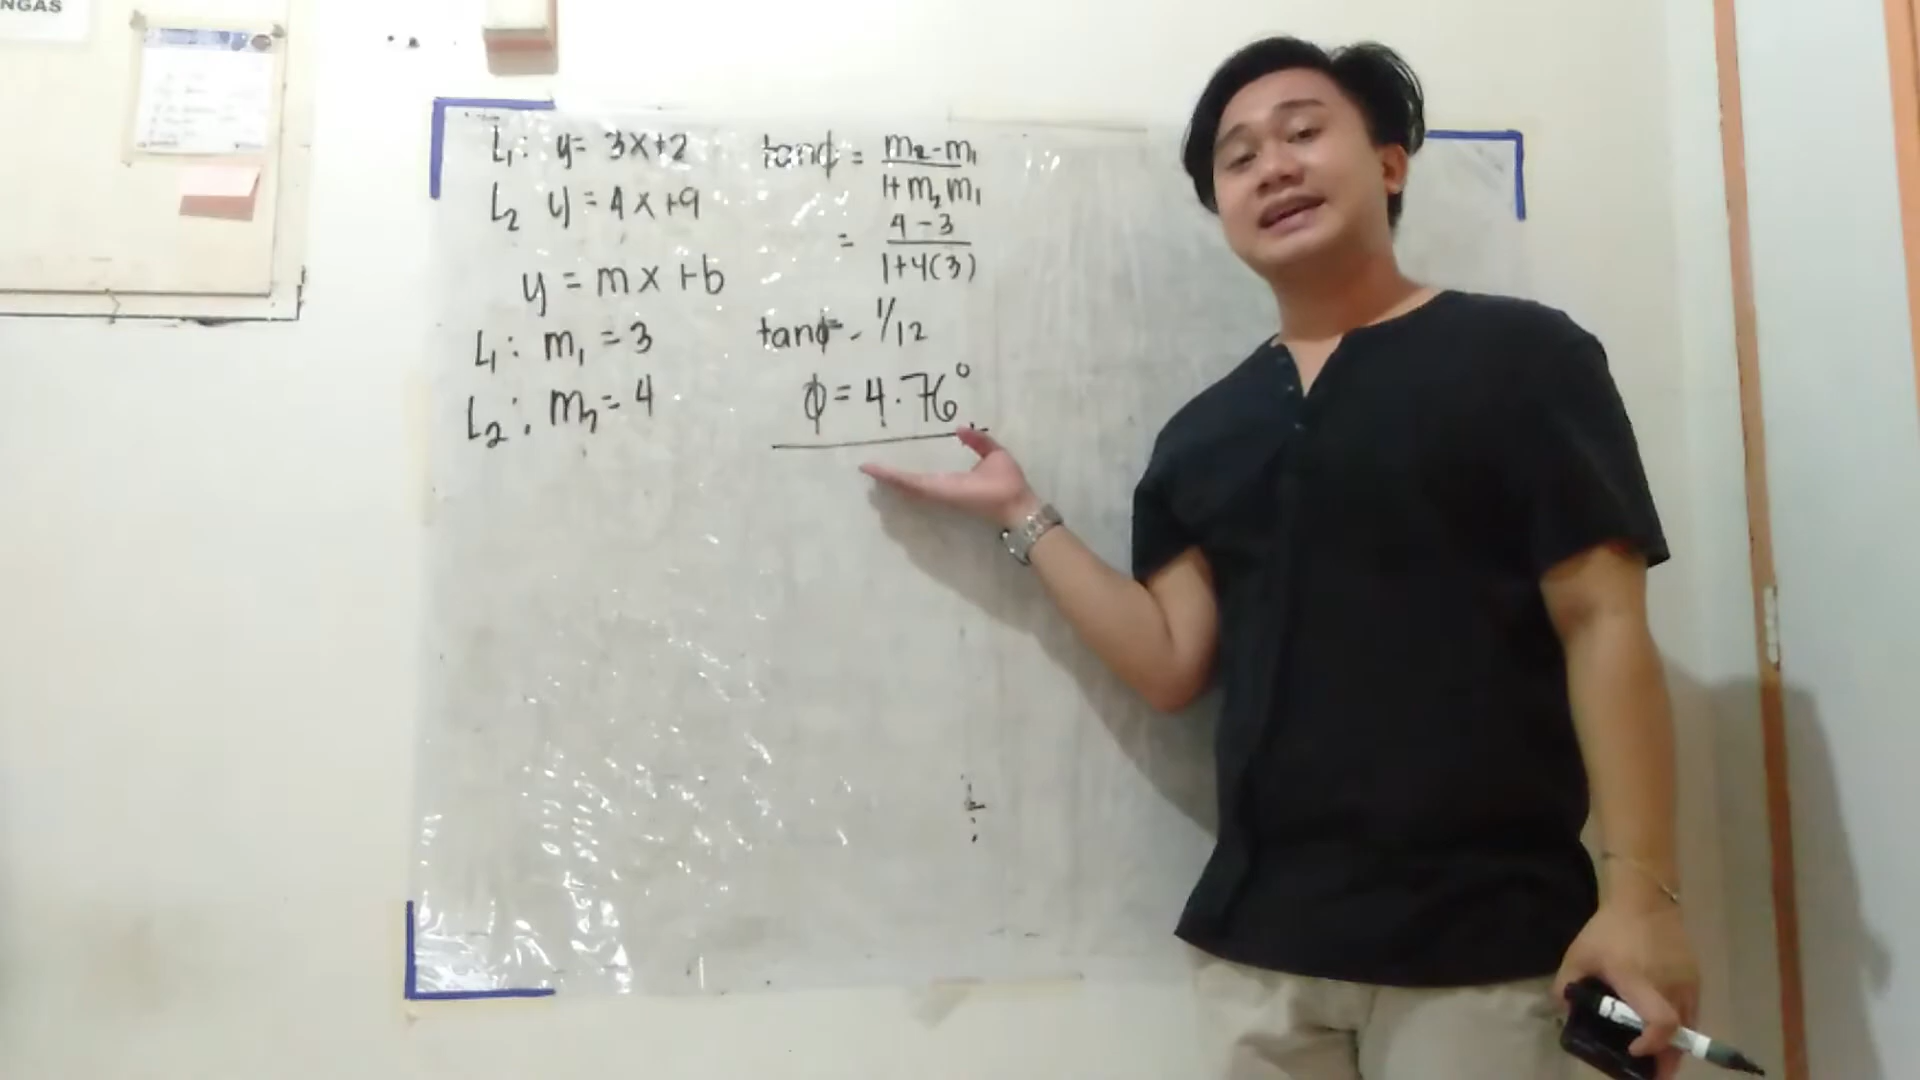 NGAS
L₁: y = 3x+2
L₂ y = 4x+9
y = mx+b
L₁: m₁ = 3
L₂: m₂ = 4
tanϕ = m₂-m₁
1+m₂m₁
= 4-3
1+4(3)
tanϕ= - 1/12
ϕ = 4.76°